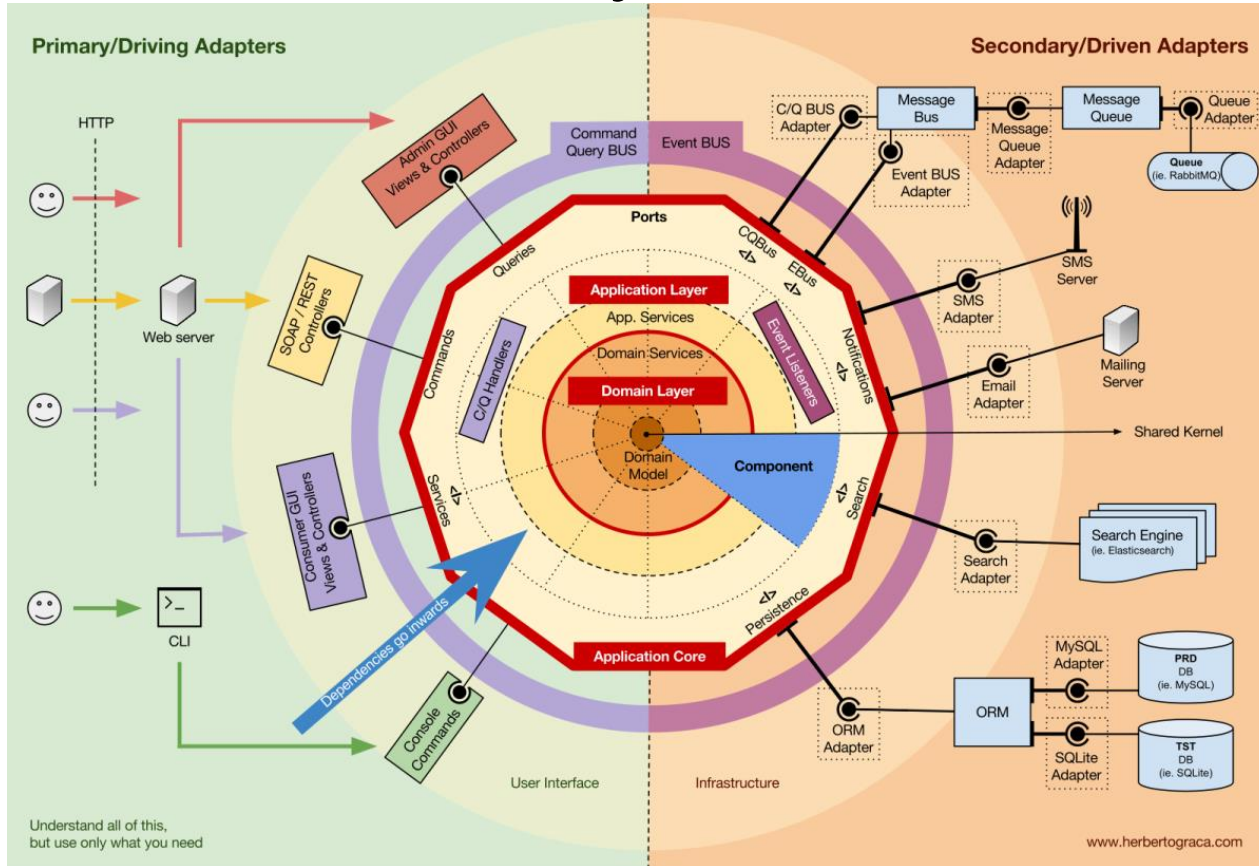 Primary/Driving Adapters
Secondary/Driven Adapters
HTTP
Web server
CLI
Admin GUI
Views & Controllers
SOAP / REST
Controllers
Consumer GUI
Views & Controllers
Console
Commands
Command
Query BUS
Event BUS
Ports
Queries
Commands
Services
</>
C/Q Handlers
Application Layer
App. Services
Domain Services
Domain Layer
Domain
Model
Event Listeners
Component
Application Core
Dependencies go inwards
CQBus
</>
EBus
</>
Notifications
</>
Search
</>
Persistence
</>
C/Q BUS
Adapter
Message
Bus
Event BUS
Adapter
Message
Queue
Adapter
Message
Queue
Queue
Adapter
Queue
(ie. RabbitMQ)
SMS
Server
SMS
Adapter
Mailing
Server
Email
Adapter
Shared Kernel
Search Engine
(ie. Elasticsearch)
Search
Adapter
ORM
Adapter
ORM
MySQL
Adapter
PRD
DB
(ie. MySQL)
SQLite
Adapter
TST
DB
(ie. SQLite)
User Interface
Infrastructure
Understand all of this,
but use only what you need
www.herbertograca.com